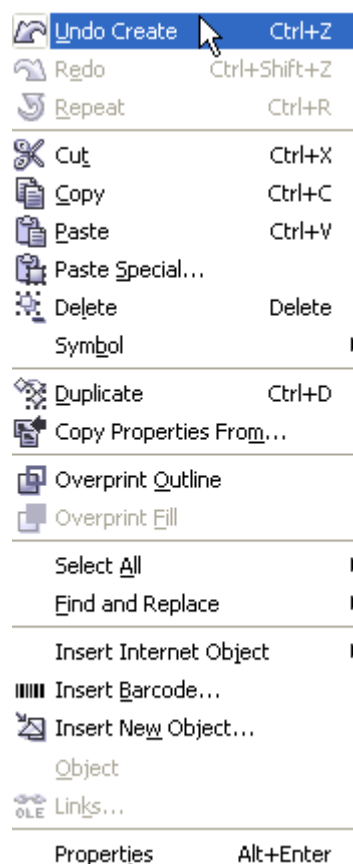 Undo Create Ctrl+Z
Redo Ctrl+Shift+Z
Repeat Ctrl+R
Cut Ctrl+X
Copy Ctrl+C
Paste Ctrl+V
Paste Special...
Delete Delete
Symbol
Duplicate Ctrl+D
Copy Properties From...
Overprint Outline
Overprint Fill
Select All
Find and Replace
Insert Internet Object
Insert Barcode...
Insert New Object...
Object
OLE Links...
Properties Alt+Enter